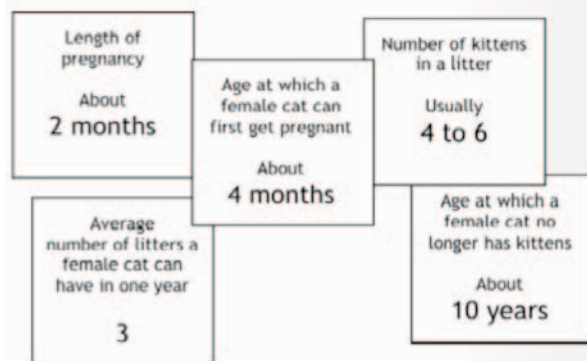 Length of
pregnancy
About
2 months
Age at which a
female cat can
first get pregnant
About
4 months
Number of kittens
in a litter
Usually
4 to 6
Average
number of litters a
female cat can
have in one year
3
Age at which a
female cat no
longer has kittens
About
10 years